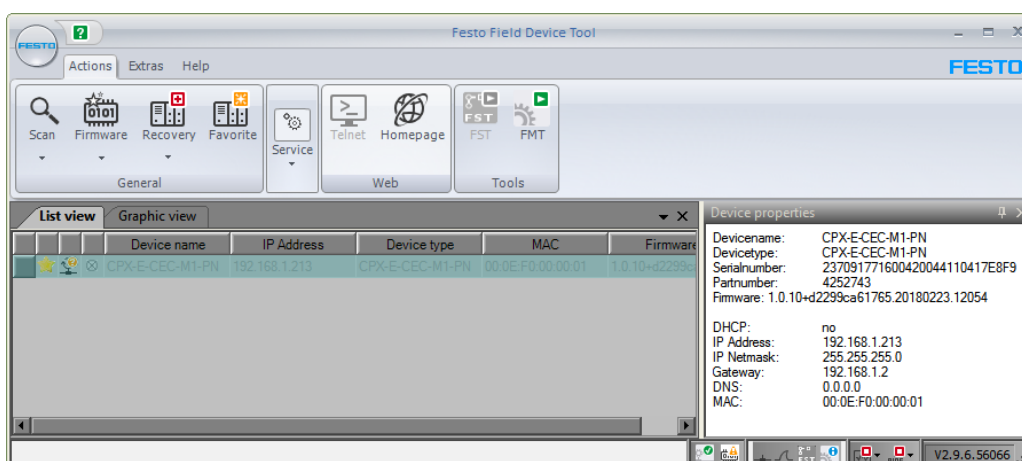 FESTO
?
Festo Field Device Tool
Actions Extras Help
FESTO
Scan Firmware Recovery Favorite Service Telnet Homepage FST FMT
General Web Tools
List view Graphic view
Device name IP Address Device type MAC Firmware
CPX-E-CEC-M1-PN 192.168.1.213 CPX-E-CEC-M1-PN 00:0E:F0:00:00:01 1.0.10+d2299c
Device properties
Devicename: CPX-E-CEC-M1-PN
Devicetype: CPX-E-CEC-M1-PN
Serialnumber: 237091771600420044110417E8F9
Partnumber: 4252743
Firmware: 1.0.10+d2299ca61765.20180223.12054
DHCP: no
IP Address: 192.168.1.213
IP Netmask: 255.255.255.0
Gateway: 192.168.1.2
DNS: 0.0.0.0
MAC: 00:0E:F0:00:00:01
V2.9.6.56066